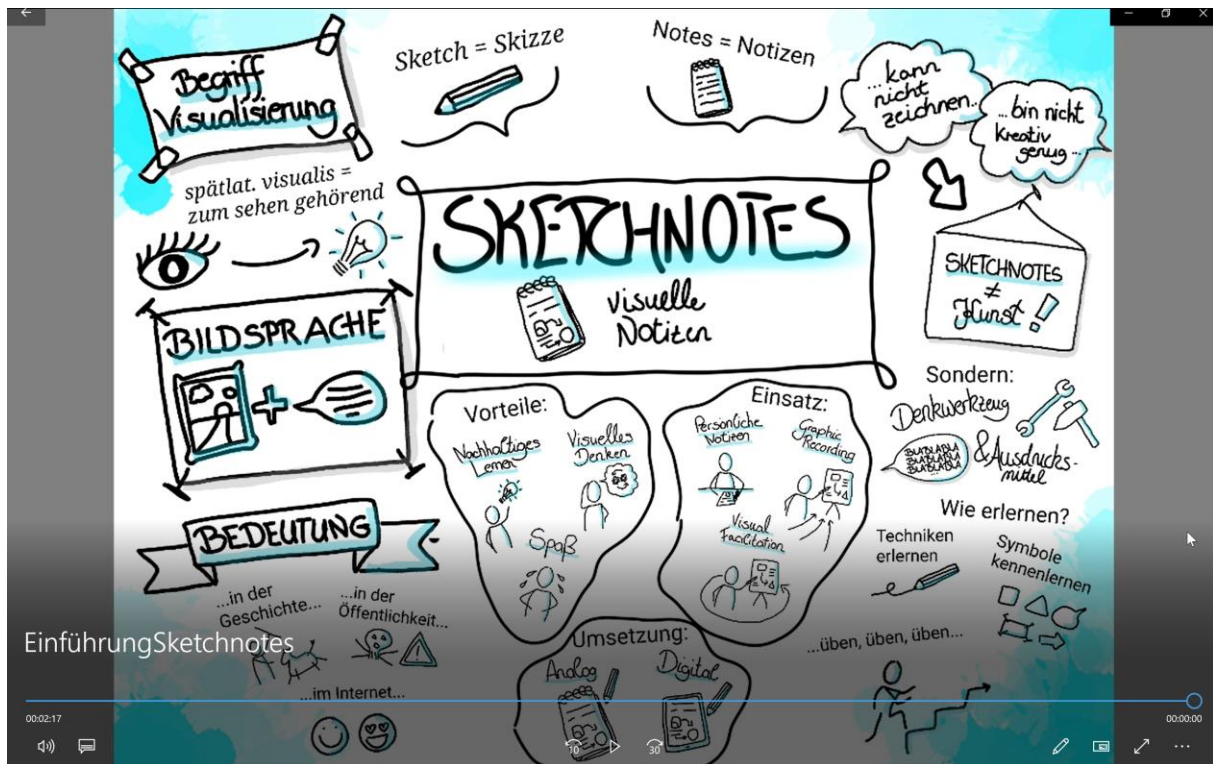 Begriff
Visualisierung
Sketch = Skizze
Notes = Notizen
...kann
nicht
zeichnen...
... bin nicht
kreativ
genug ...
spätlat. visualis =
zum sehen gehörend
SKETCHNOTES
visuelle
Notizen
SKETCHNOTES
≠
Kunst!
BILDSPRACHE
Sondern:
Denkwerkzeug
BLABLABLA
BLABLABLA
BLABLABLA
& Ausdrucks-
mittel
Vorteile:
Nachhaltiges
Lernen
Visuelles
Denken
Spaß
Einsatz:
Persönliche
Notizen
Graphic
Recording
Visual
Facilitation
Wie erlernen?
Techniken
erlernen
Symbole
kennenlernen
...üben, üben, üben...
BEDEUTUNG
...in der
Geschichte...
...in der
Öffentlichkeit...
...im Internet...
Umsetzung:
Analog
Digital
EinführungSketchnotes
00:02:17
00:00:00
10
30